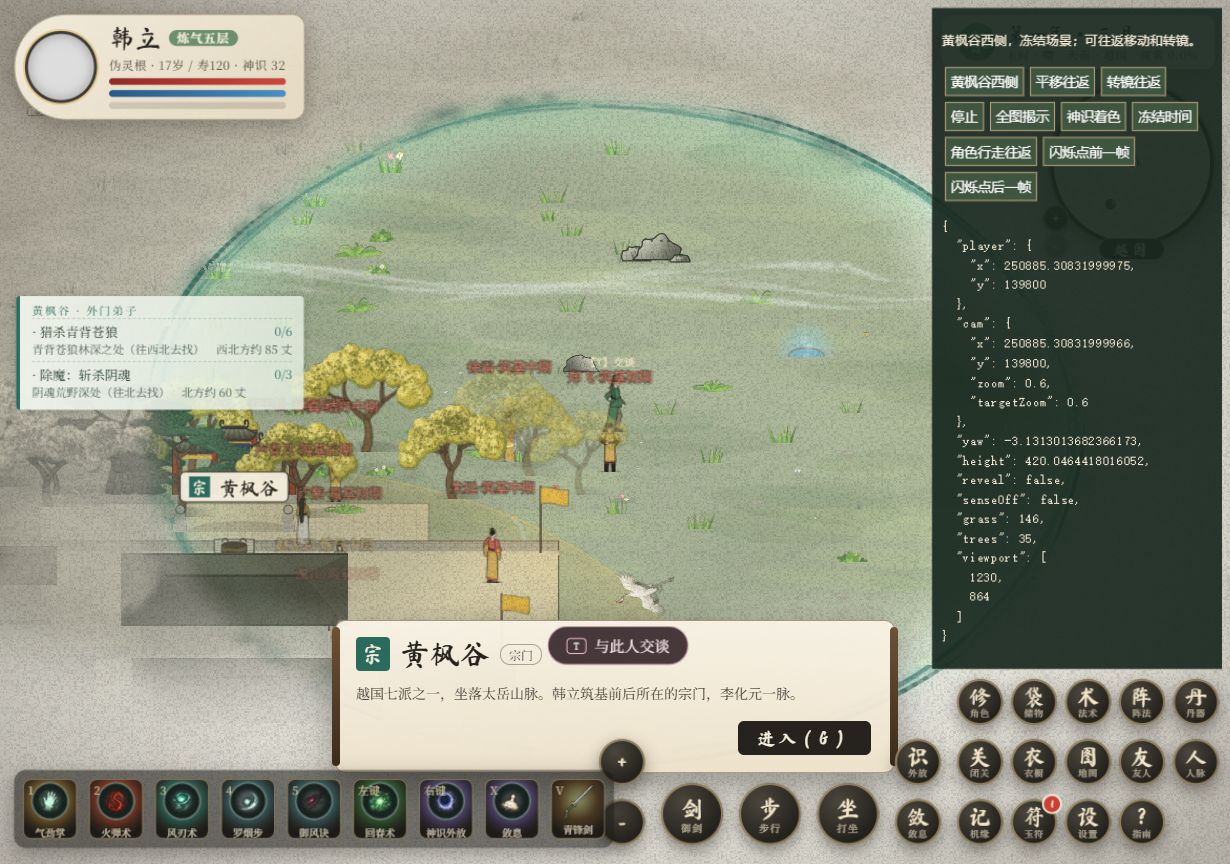 韩立 炼气五层
伪灵根 · 17岁 / 寿120 · 神识 32
黄枫谷 · 外门弟子
· 猎杀青背苍狼 0/6
青背苍狼林深之处（往西北去找） 西北方约 85 丈
· 除魔：斩杀阴魂 0/3
阴魂荒野深处（往北去找） 北方约 60 丈
宗 黄枫谷
宗 黄枫谷 宗门
T 与此人交谈
越国七派之一，坐落太岳山脉。韩立筑基前后所在的宗门，李化元一脉。
进入 ( G )
黄枫谷西侧，冻结场景；可往返移动和转镜。
黄枫谷西侧 平移往返 转镜往返
停止 全图揭示 神识着色 冻结时间
角色行走往返 闪烁点前一帧
闪烁点后一帧
{
"player": {
"x": 250885.30831999975,
"y": 139800
},
"cam": {
"x": 250885.30831999966,
"y": 139800,
"zoom": 0.6,
"targetZoom": 0.6
},
"yaw": -3.1313013682366173,
"height": 420.0464418016052,
"reveal": false,
"senseOff": false,
"grass": 146,
"trees": 35,
"viewport": [
1230,
864
]
}
修 角色
袋 储物
术 法术
阵 阵法
丹 丹器
识 外放
关 闭关
衣 衣橱
图 地图
友 友人
人 人脉
敛 敛息
记 机缘
符 玉符
设 设置
? 指南
+
-
剑 御剑
步 步行
坐 打坐
1 气劲掌
2 火弹术
3 风刃术
4 罗烟步
5 御风诀
左键 回春术
右键 神识外放
X 敛息
V 青锋剑